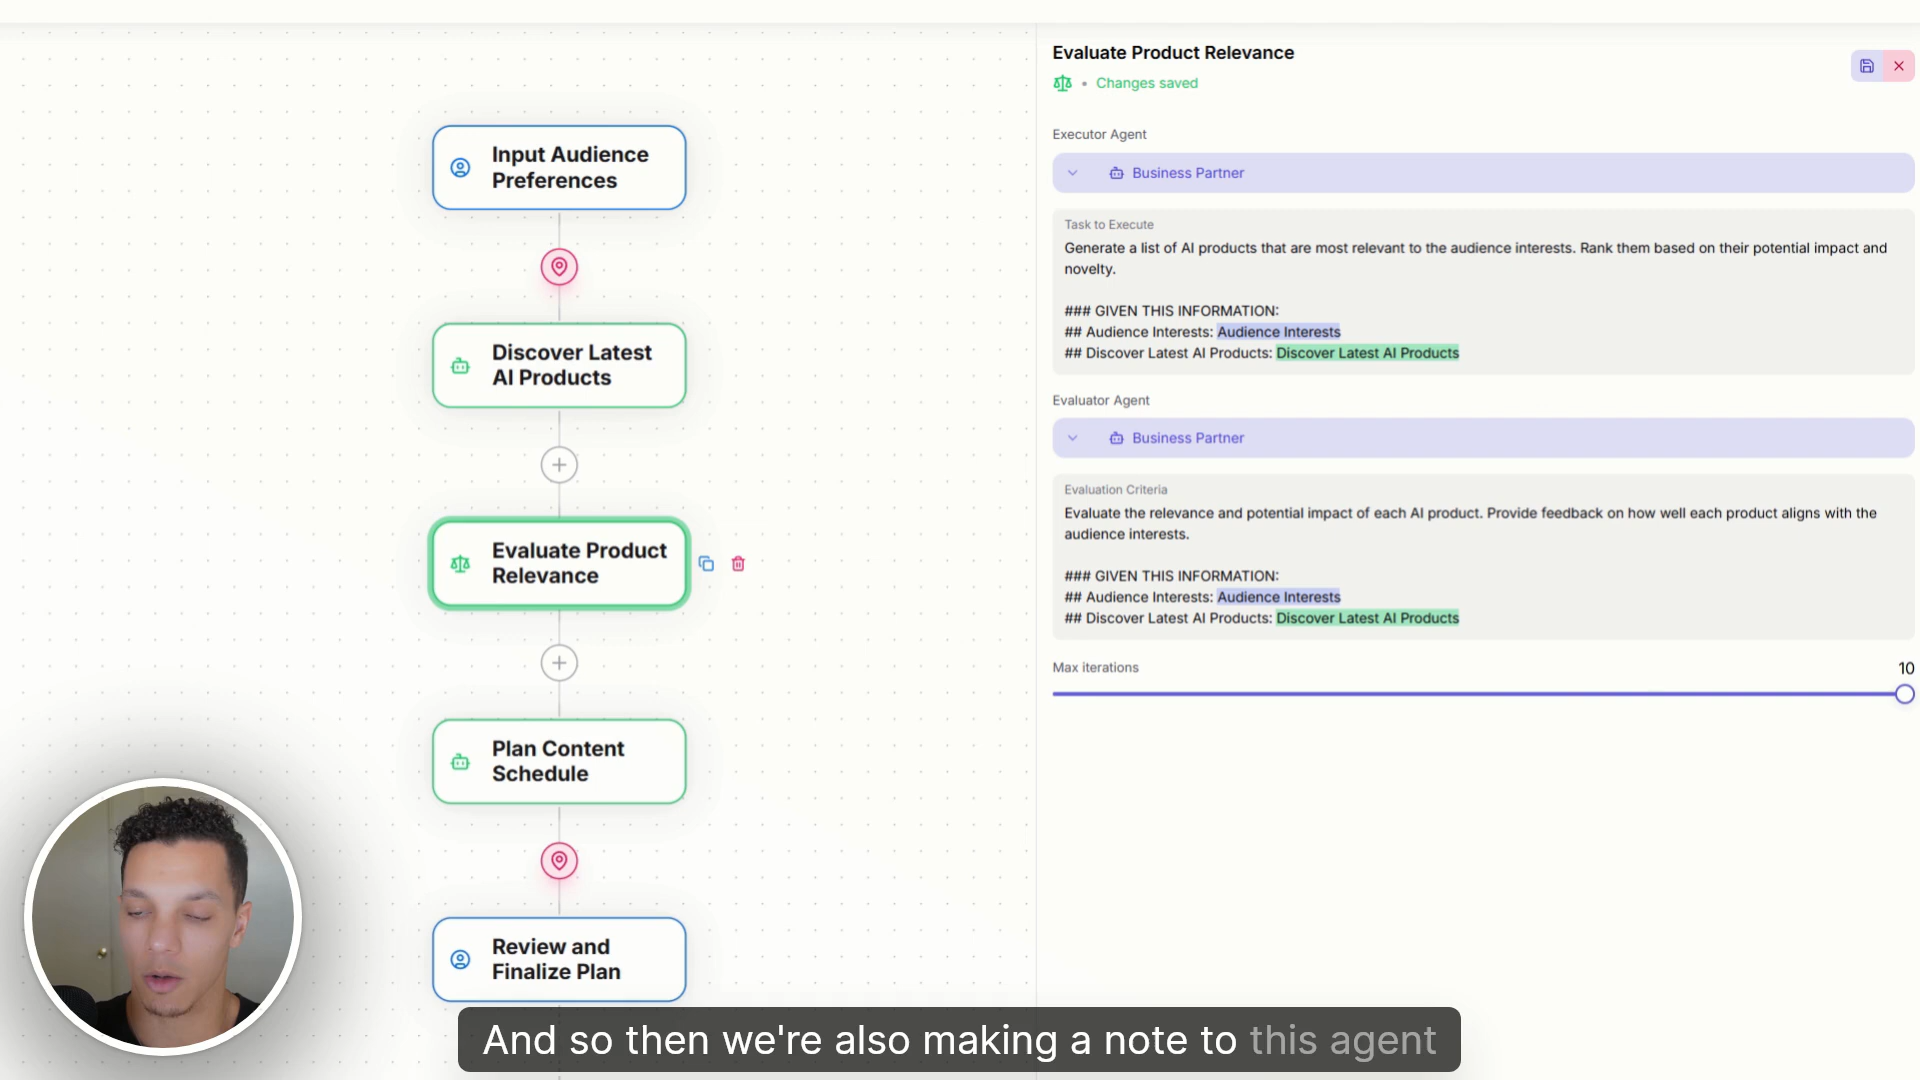 Input Audience
Preferences
Discover Latest
AI Products
Evaluate Product
Relevance
Plan Content
Schedule
Review and
Finalize Plan
Evaluate Product Relevance
Changes saved
Executor Agent
Business Partner
Task to Execute
Generate a list of AI products that are most relevant to the audience interests. Rank them based on their potential impact and
novelty.
### GIVEN THIS INFORMATION:
## Audience Interests: Audience Interests
## Discover Latest AI Products: Discover Latest AI Products
Evaluator Agent
Business Partner
Evaluation Criteria
Evaluate the relevance and potential impact of each AI product. Provide feedback on how well each product aligns with the
audience interests.
### GIVEN THIS INFORMATION:
## Audience Interests: Audience Interests
## Discover Latest AI Products: Discover Latest AI Products
Max iterations 10
And so then we're also making a note to this agent